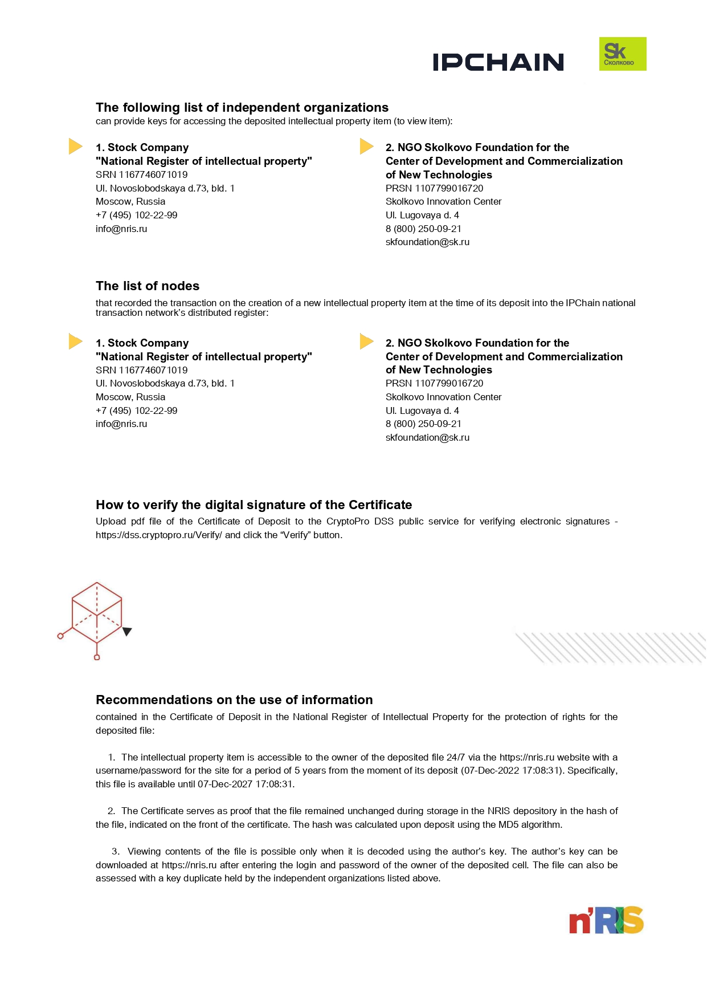 IPCHAIN
Sk
Сколково
The following list of independent organizations
can provide keys for accessing the deposited intellectual property item (to view item):
1. Stock Company
"National Register of intellectual property"
SRN 1167746071019
Ul. Novoslobodskaya d.73, bld. 1
Moscow, Russia
+7 (495) 102-22-99
info@nris.ru
2. NGO Skolkovo Foundation for the
Center of Development and Commercialization
of New Technologies
PRSN 1107799016720
Skolkovo Innovation Center
Ul. Lugovaya d. 4
8 (800) 250-09-21
skfoundation@sk.ru
The list of nodes
that recorded the transaction on the creation of a new intellectual property item at the time of its deposit into the IPChain national
transaction network’s distributed register:
1. Stock Company
"National Register of intellectual property"
SRN 1167746071019
Ul. Novoslobodskaya d.73, bld. 1
Moscow, Russia
+7 (495) 102-22-99
info@nris.ru
2. NGO Skolkovo Foundation for the
Center of Development and Commercialization
of New Technologies
PRSN 1107799016720
Skolkovo Innovation Center
Ul. Lugovaya d. 4
8 (800) 250-09-21
skfoundation@sk.ru
How to verify the digital signature of the Certificate
Upload pdf file of the Certificate of Deposit to the CryptoPro DSS public service for verifying electronic signatures -
https://dss.cryptopro.ru/Verify/ and click the “Verify” button.
Recommendations on the use of information
contained in the Certificate of Deposit in the National Register of Intellectual Property for the protection of rights for the
deposited file:
1. The intellectual property item is accessible to the owner of the deposited file 24/7 via the https://nris.ru website with a
username/password for the site for a period of 5 years from the moment of its deposit (07-Dec-2022 17:08:31). Specifically,
this file is available until 07-Dec-2027 17:08:31.
2. The Certificate serves as proof that the file remained unchanged during storage in the NRIS depository in the hash of
the file, indicated on the front of the certificate. The hash was calculated upon deposit using the MD5 algorithm.
3. Viewing contents of the file is possible only when it is decoded using the author’s key. The author’s key can be
downloaded at https://nris.ru after entering the login and password of the owner of the deposited cell. The file can also be
assessed with a key duplicate held by the independent organizations listed above.
n’RIS